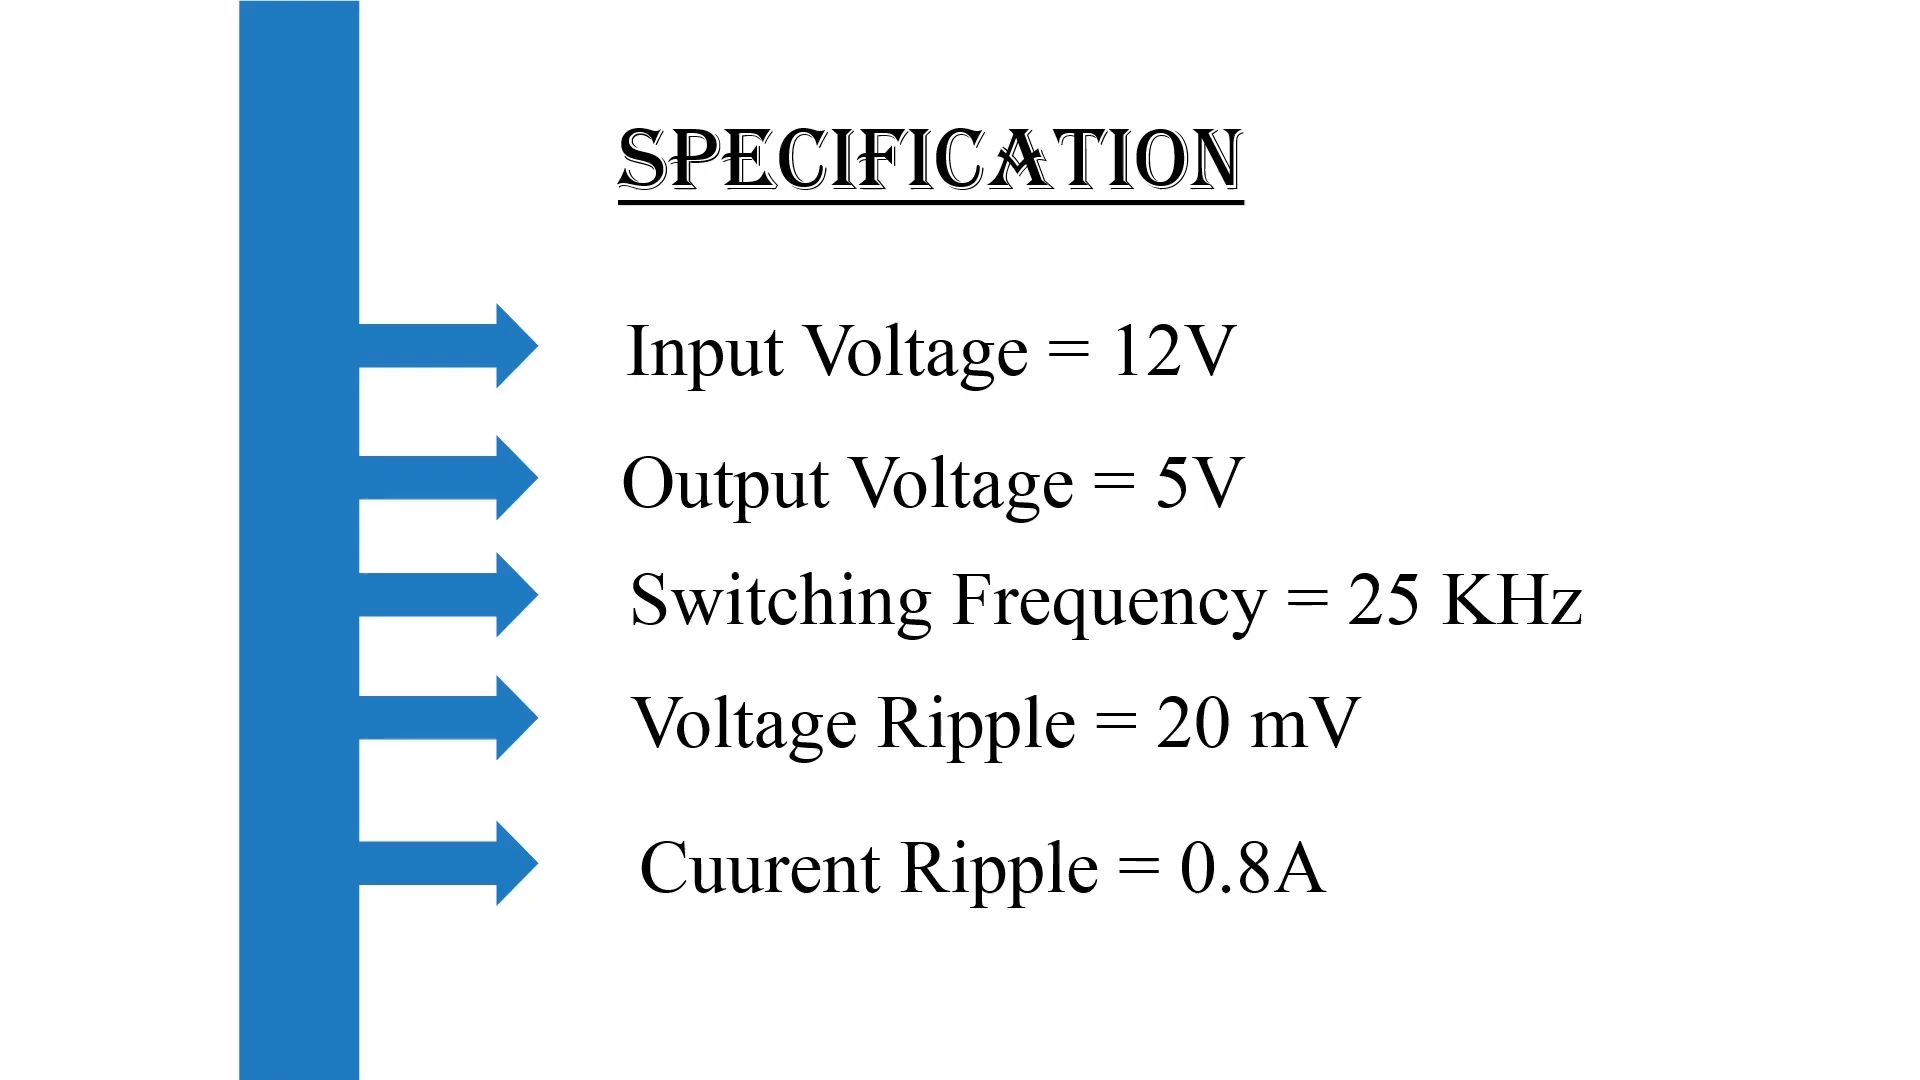 SPECIFICATION
Input Voltage = 12V
Output Voltage = 5V
Switching Frequency = 25 KHz
Voltage Ripple = 20 mV
Cuurent Ripple = 0.8A